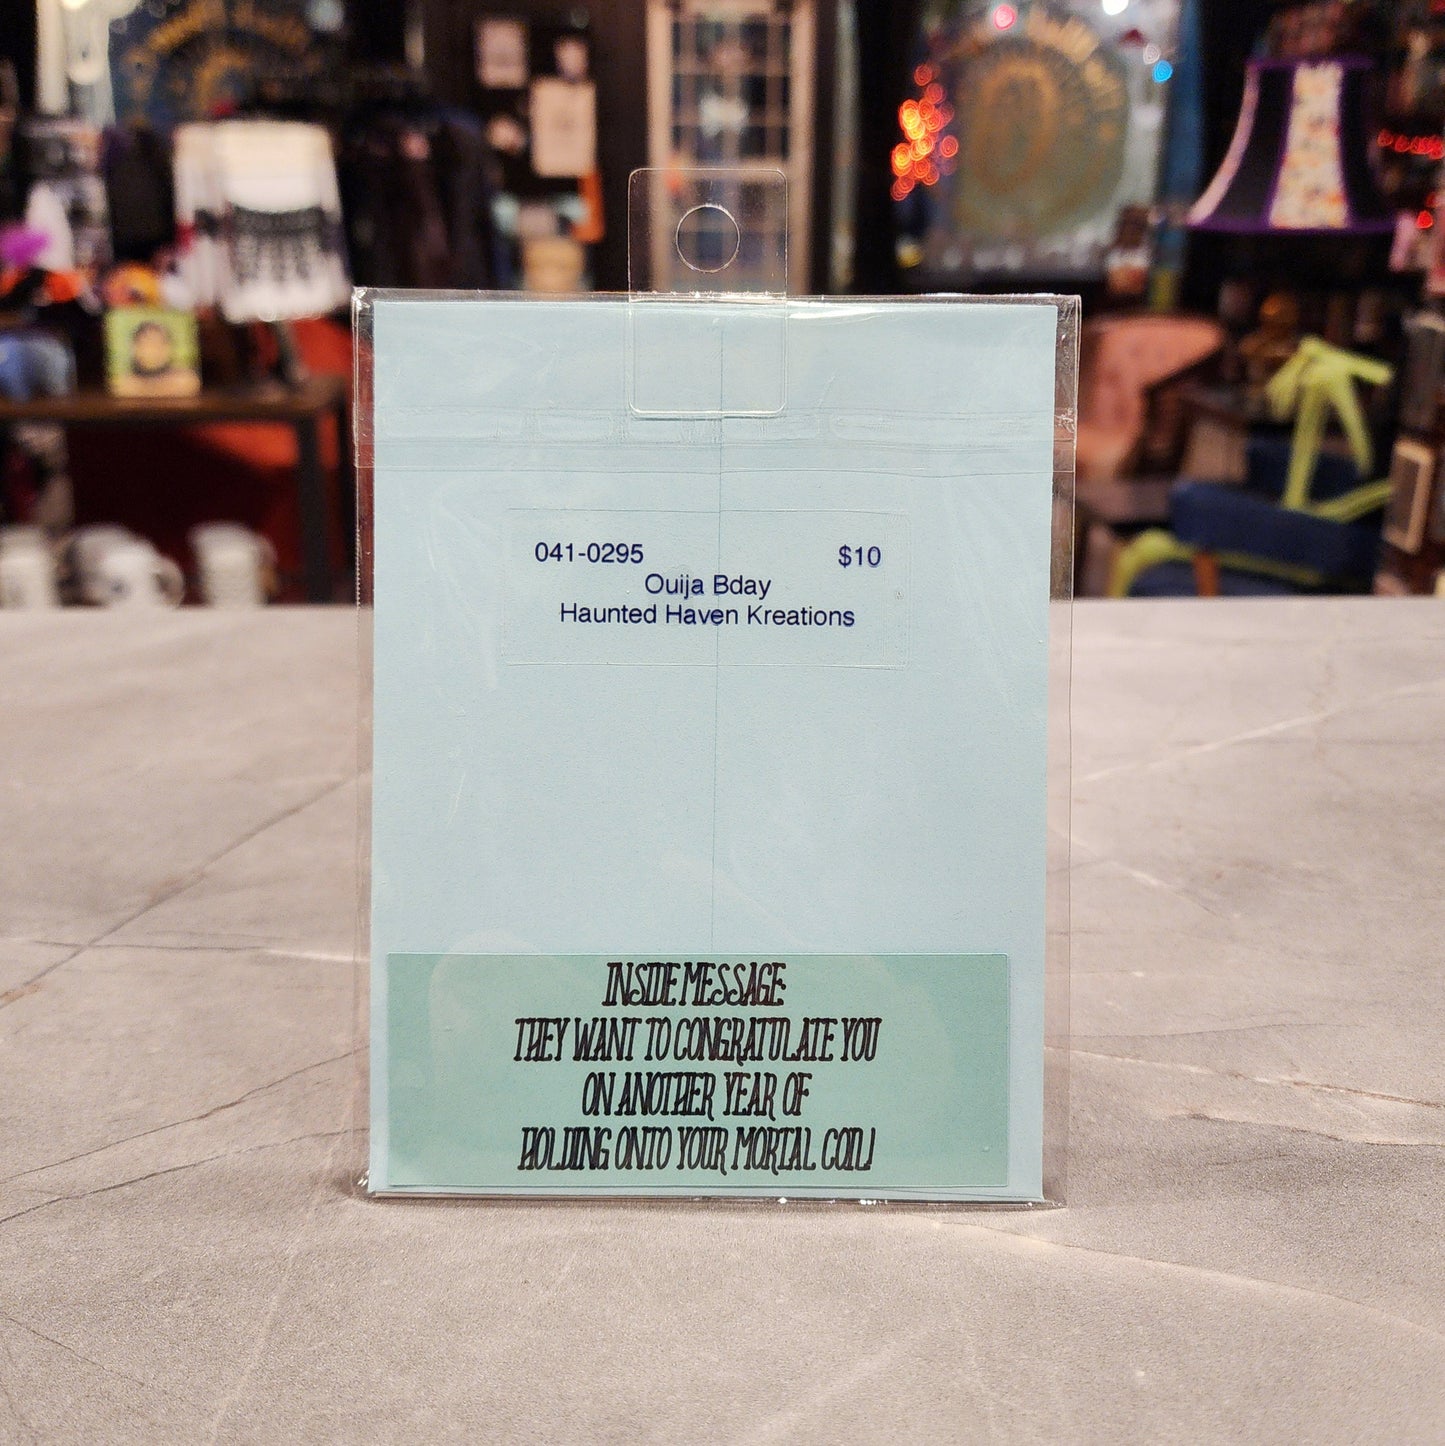 041-0295 $10
Ouija Bday
Haunted Haven Kreations
INSIDE MESSAGE:
THEY WANT TO CONGRATULATE YOU
ON ANOTHER YEAR OF
HOLDING ONTO YOUR MORTAL COIL!